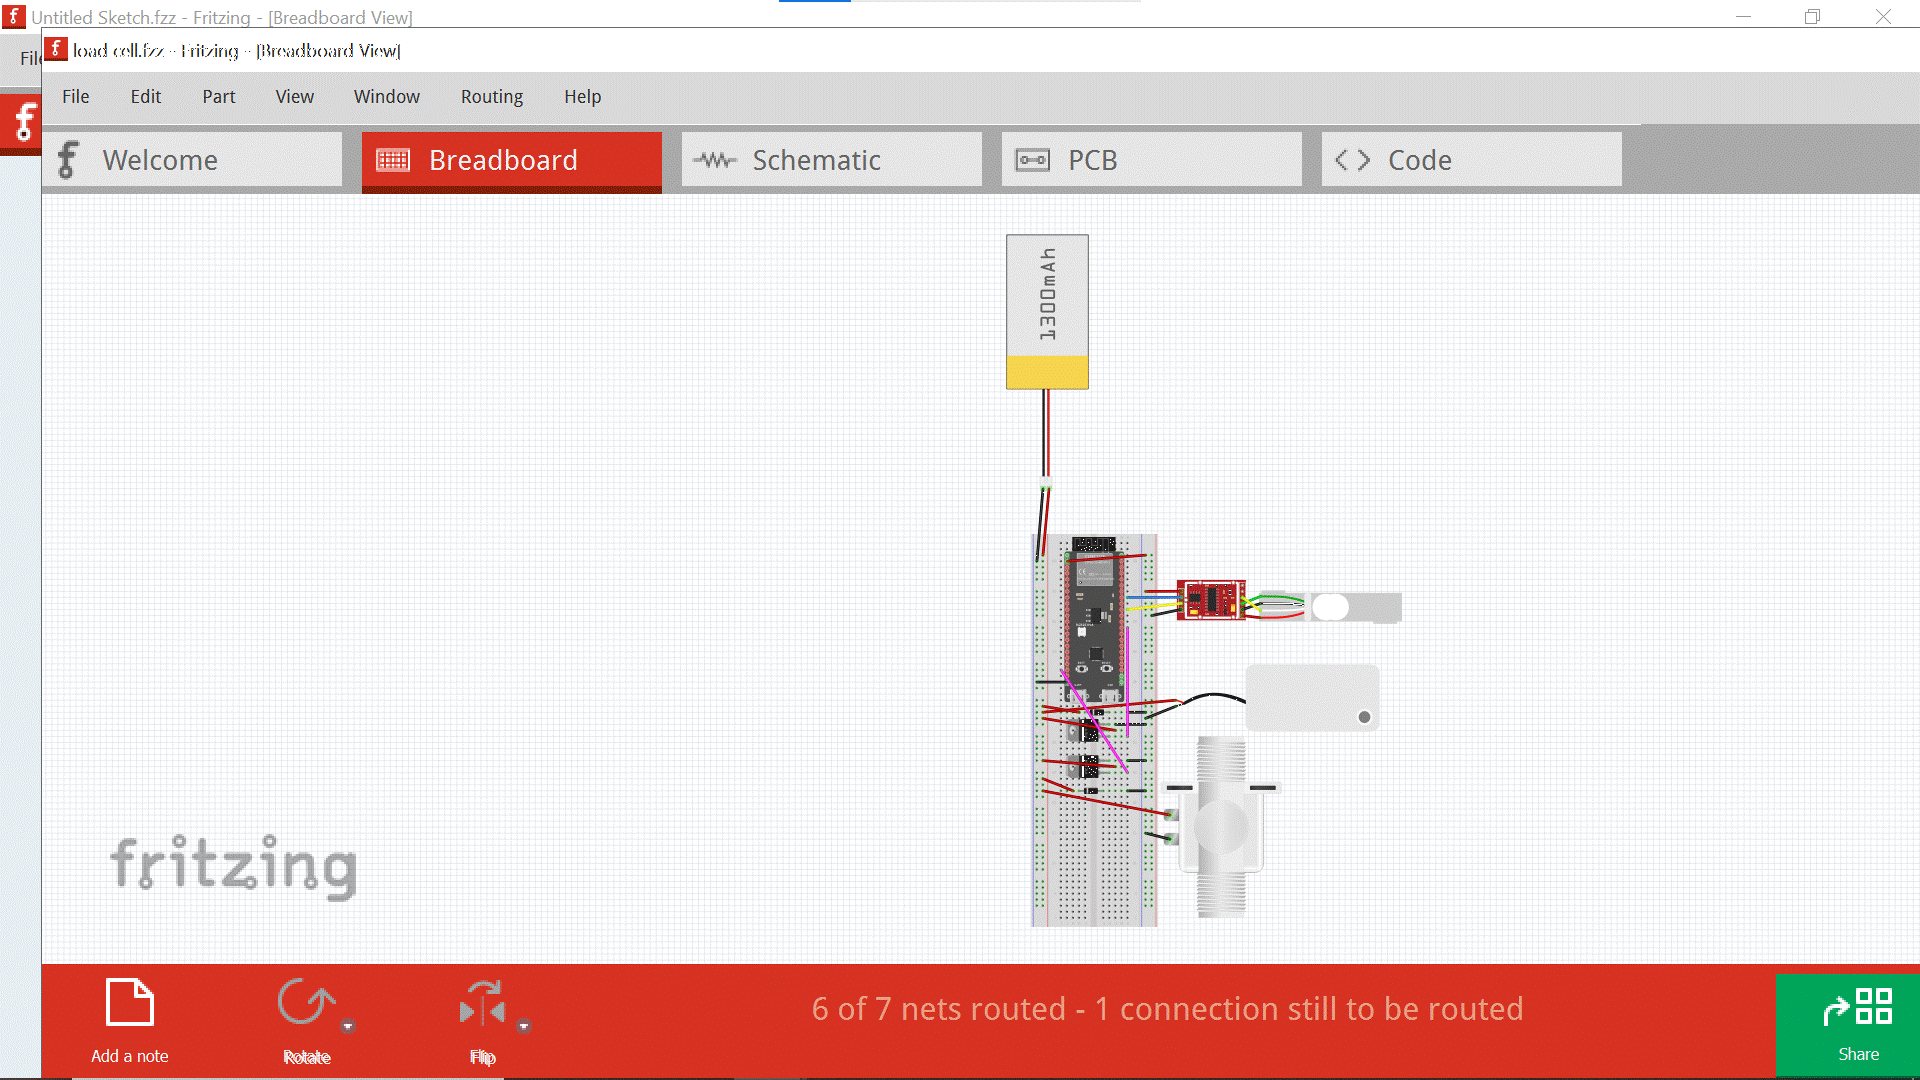 Untitled Sketch.fzz - Fritzing - [Breadboard View]
load cell.fzz - Fritzing - [Breadboard View]
File
File Edit Part View Window Routing Help
Welcome Breadboard Schematic PCB Code
1300mAh
fritzing
6 of 7 nets routed - 1 connection still to be routed
Add a note Rotate Flip Share